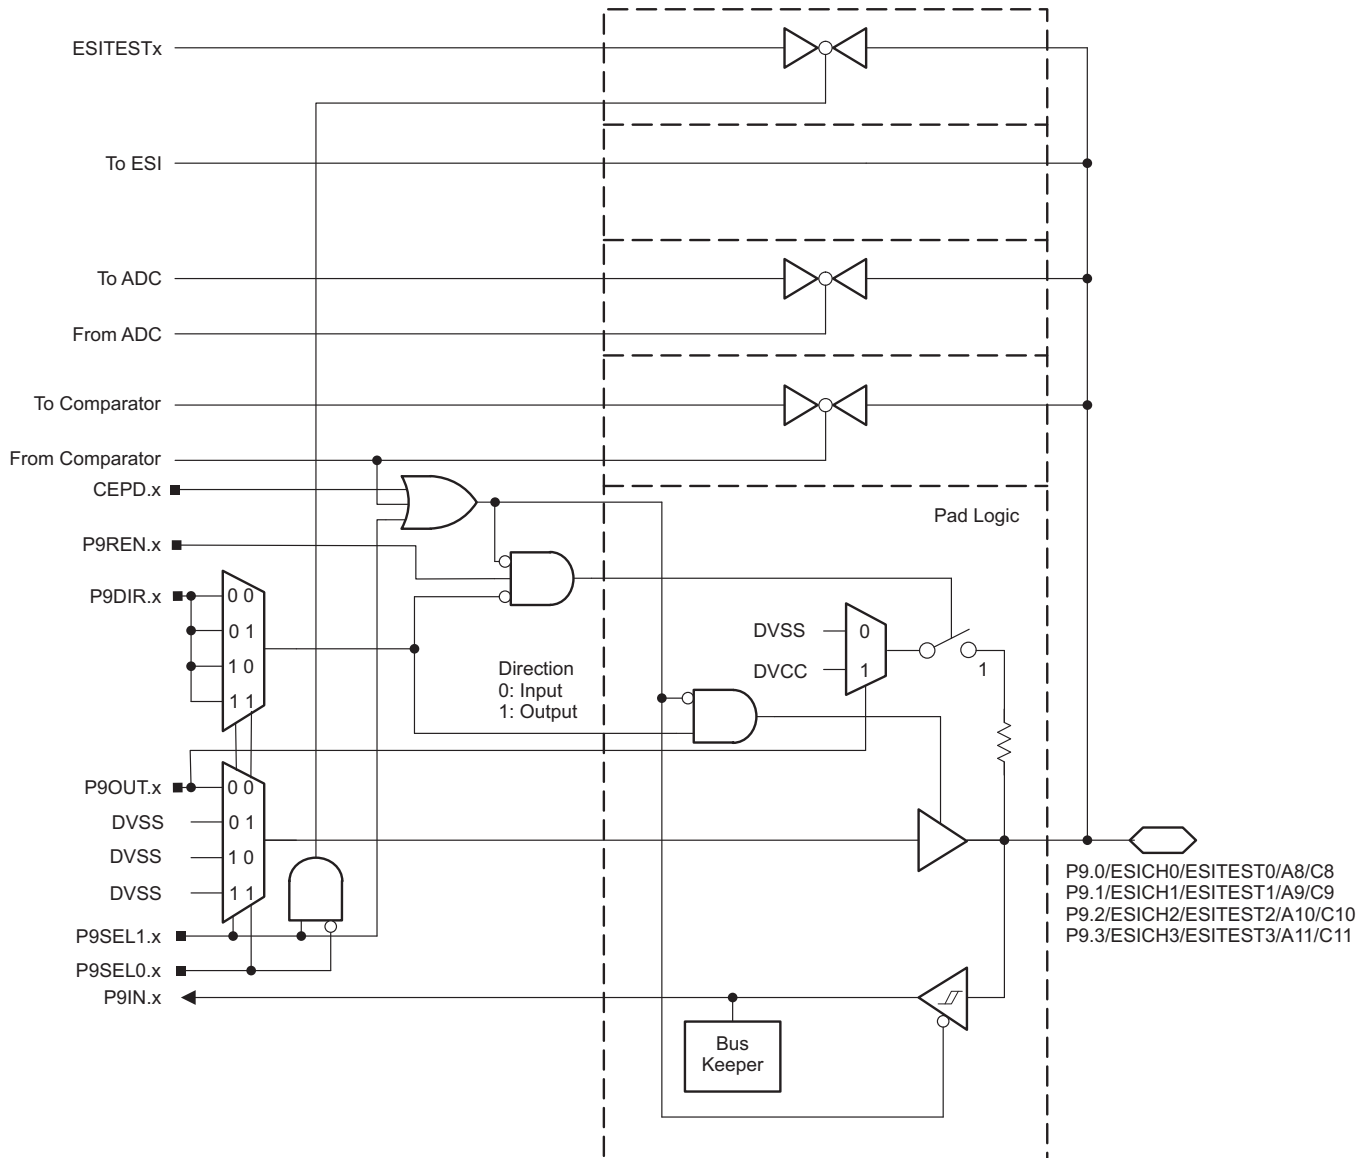 ESITESTx
To ESI
To ADC
From ADC
To Comparator
From Comparator
CEPD.x
Pad Logic
P9REN.x
P9DIR.x
0 0
0 1
1 0
1 1
Direction
0: Input
1: Output
DVSS
0
DVCC
1
1
P9OUT.x
0 0
DVSS
0 1
DVSS
1 0
DVSS
1 1
P9SEL1.x
P9SEL0.x
P9IN.x
Bus
Keeper
P9.0/ESICH0/ESITEST0/A8/C8
P9.1/ESICH1/ESITEST1/A9/C9
P9.2/ESICH2/ESITEST2/A10/C10
P9.3/ESICH3/ESITEST3/A11/C11